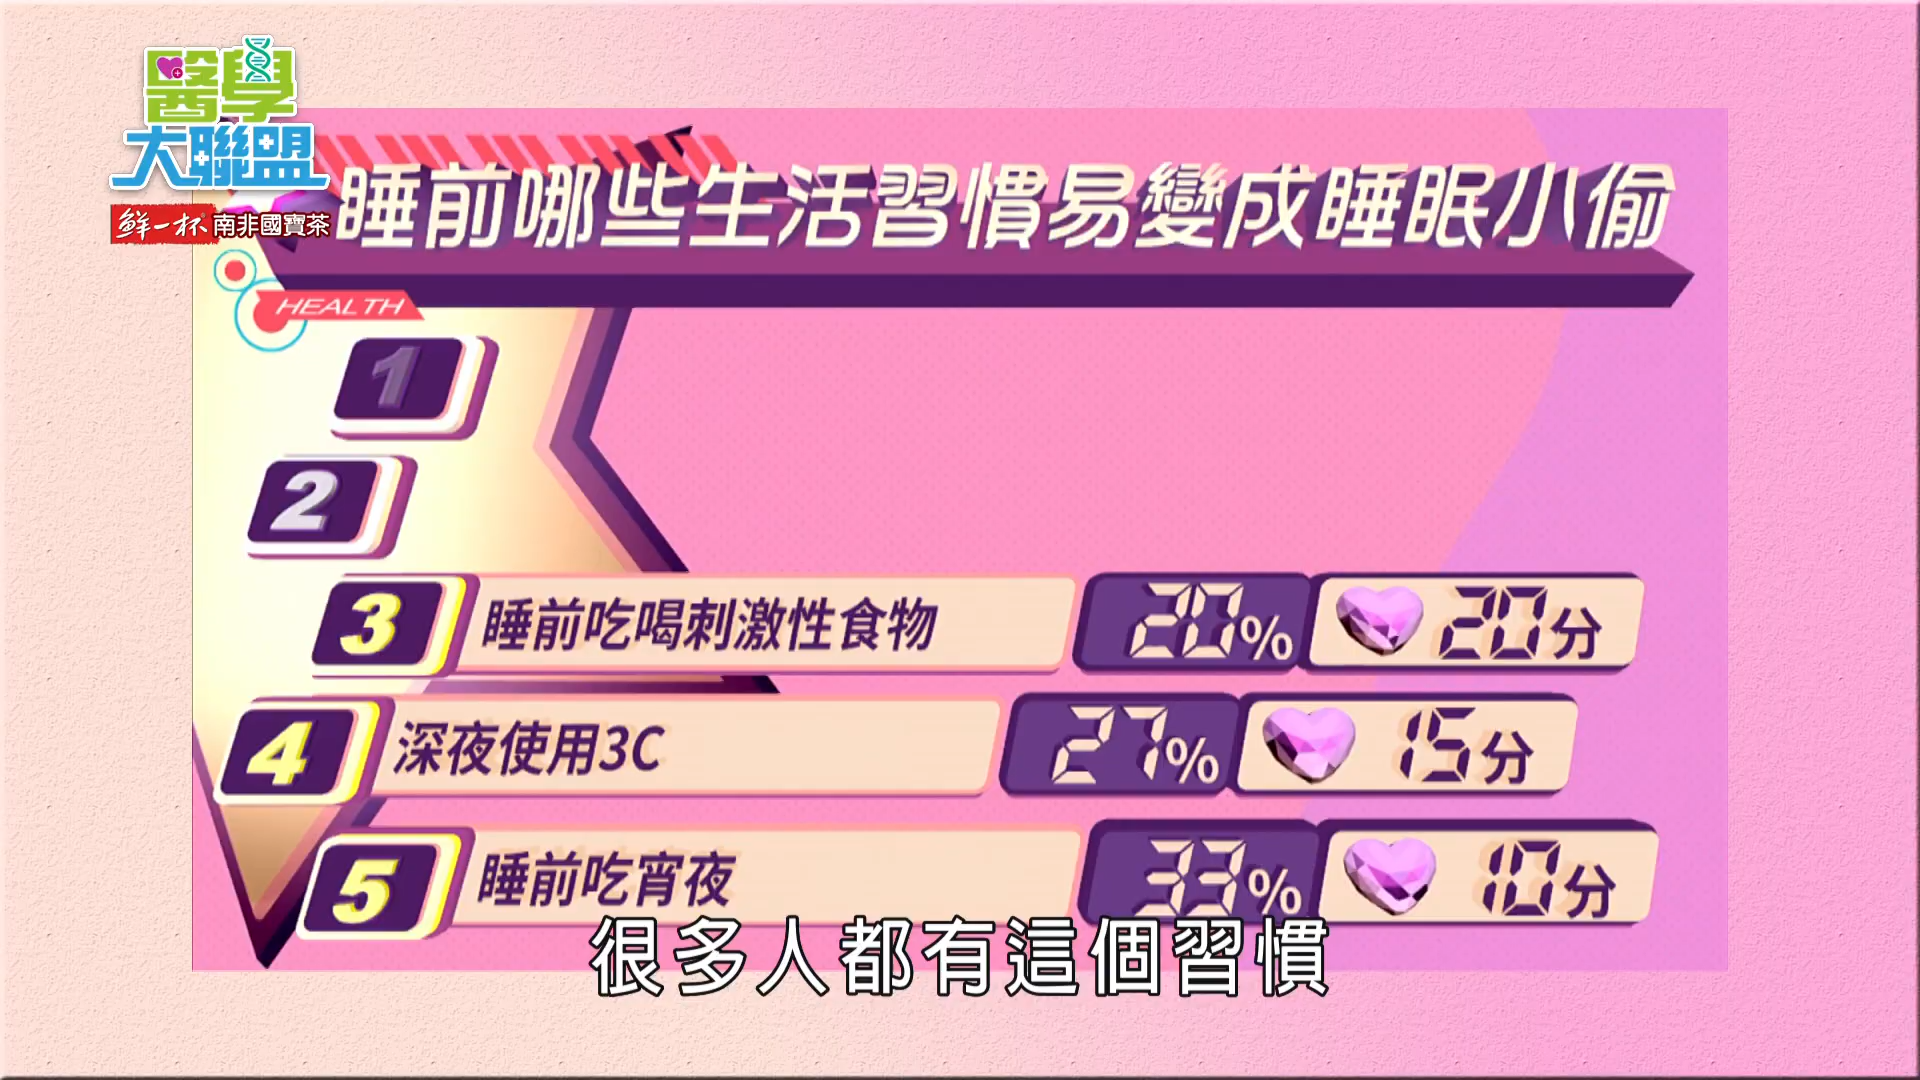 醫學
大聯盟
鮮一杯 南非國寶茶
睡前哪些生活習慣易變成睡眠小偷
HEALTH
1
2
3 睡前吃喝刺激性食物 20% 20分
4 深夜使用3C 27% 15分
5 睡前吃宵夜 33% 10分
很多人都有這個習慣